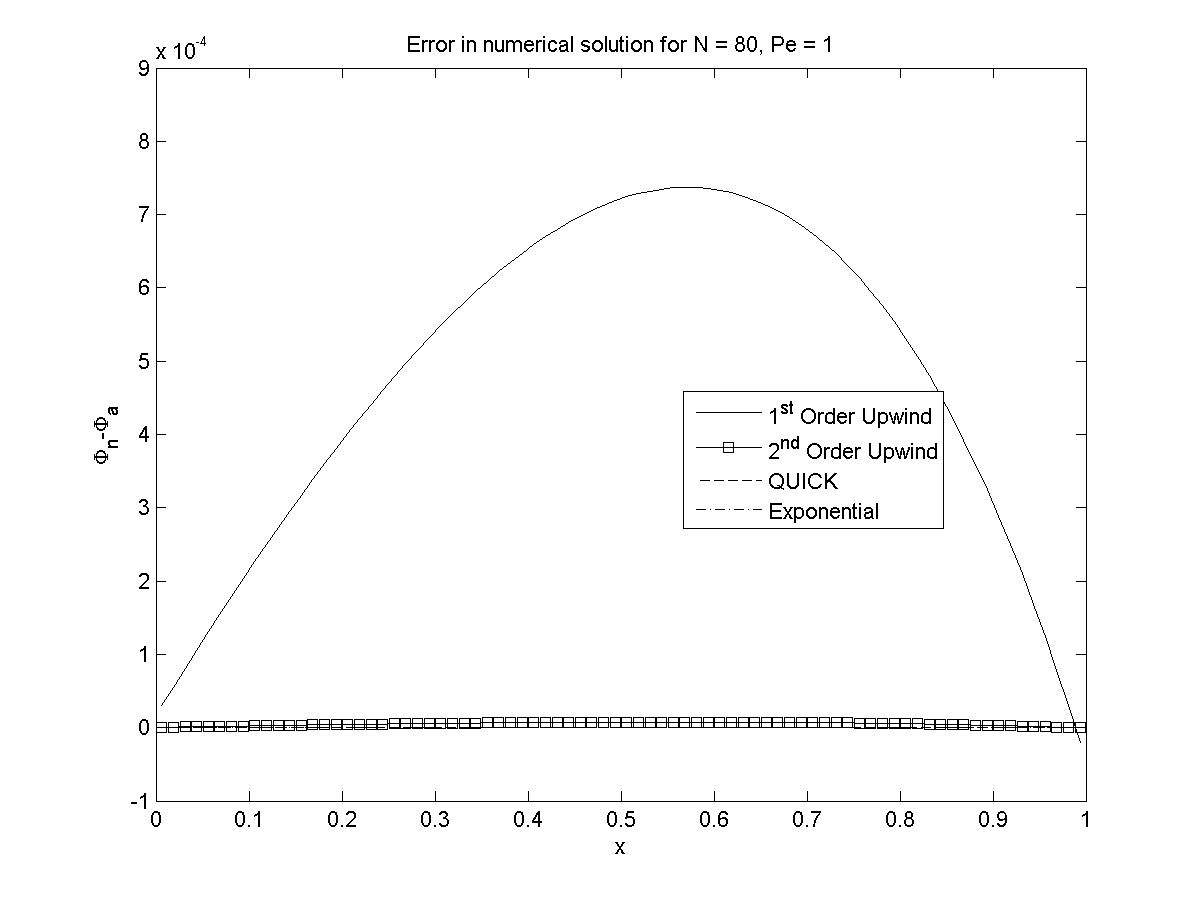 Error in numerical solution for N = 80, Pe = 1
x 10-4
9
8
7
6
5
4
3
2
1
0
-1
Φn-Φa
1st Order Upwind
2nd Order Upwind
QUICK
Exponential
0 0.1 0.2 0.3 0.4 0.5 0.6 0.7 0.8 0.9 1
x